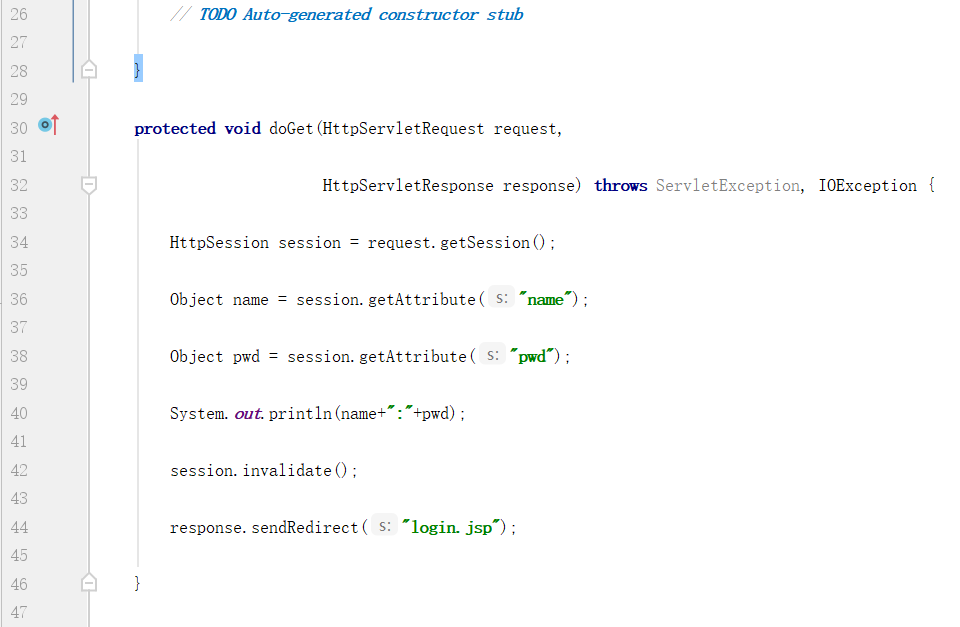 26 // TODO Auto-generated constructor stub
27
28 }
29
30 protected void doGet(HttpServletRequest request,
31
32 HttpServletResponse response) throws ServletException, IOException {
33
34 HttpSession session = request.getSession();
35
36 Object name = session.getAttribute( s: "name");
37
38 Object pwd = session.getAttribute( s: "pwd");
39
40 System.out.println(name+":"+pwd);
41
42 session.invalidate();
43
44 response.sendRedirect( s: "login.jsp");
45
46 }
47